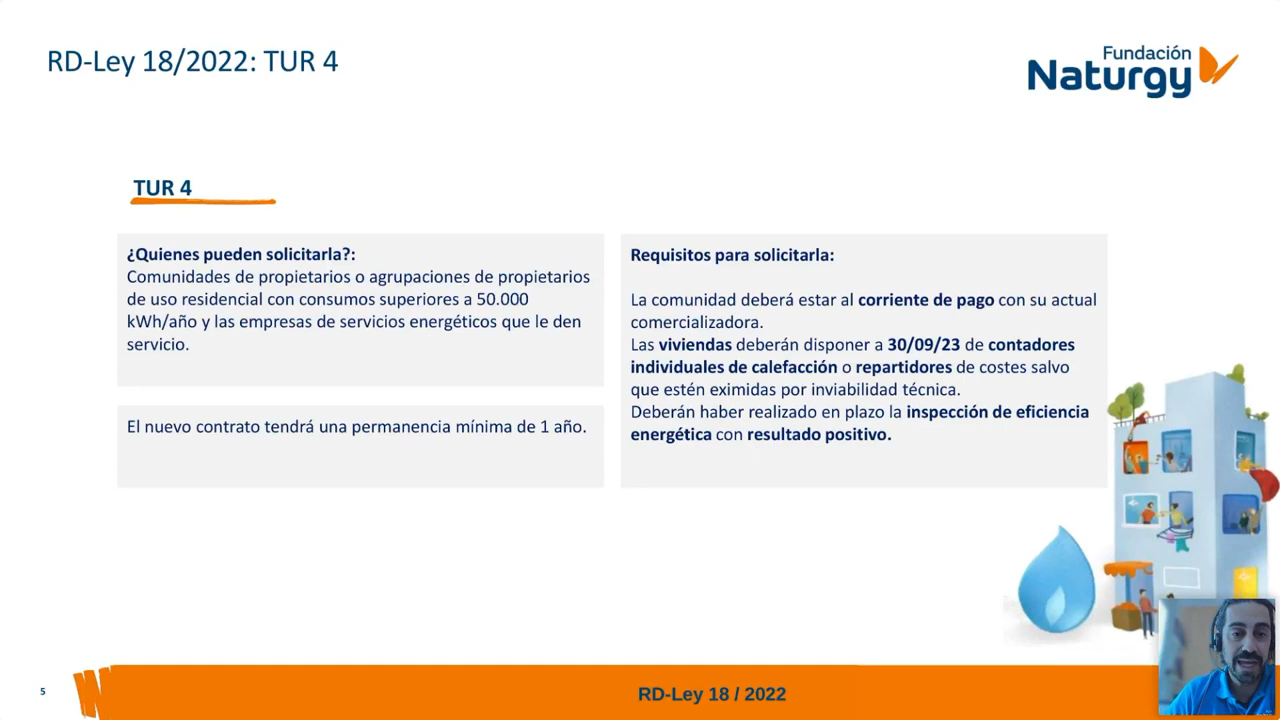 RD-Ley 18/2022: TUR 4
Fundación
Naturgy
TUR 4
¿Quienes pueden solicitarla?:
Comunidades de propietarios o agrupaciones de propietarios
de uso residencial con consumos superiores a 50.000
kWh/año y las empresas de servicios energéticos que le den
servicio.
El nuevo contrato tendrá una permanencia mínima de 1 año.
Requisitos para solicitarla:
La comunidad deberá estar al corriente de pago con su actual
comercializadora.
Las viviendas deberán disponer a 30/09/23 de contadores
individuales de calefacción o repartidores de costes salvo
que estén eximidas por inviabilidad técnica.
Deberán haber realizado en plazo la inspección de eficiencia
energética con resultado positivo.
5
RD-Ley 18 / 2022